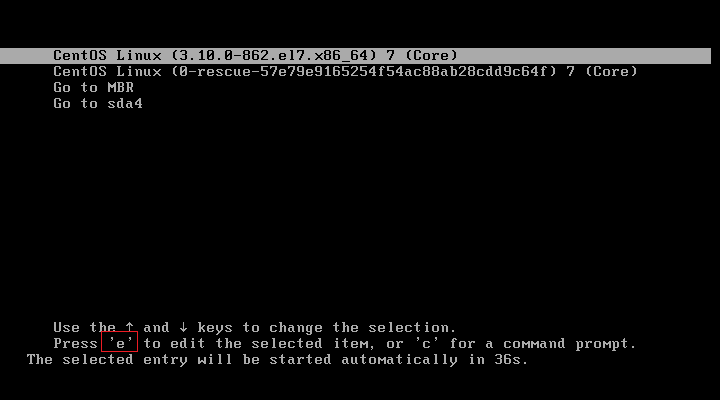 CentOS Linux (3.10.0-862.el7.x86_64) 7 (Core)
CentOS Linux (0-rescue-57e79e9165254f54ac88ab28cdd9c64f) 7 (Core)
Go to MBR
Go to sda4
Use the ↑ and ↓ keys to change the selection.
Press 'e' to edit the selected item, or 'c' for a command prompt.
The selected entry will be started automatically in 36s.